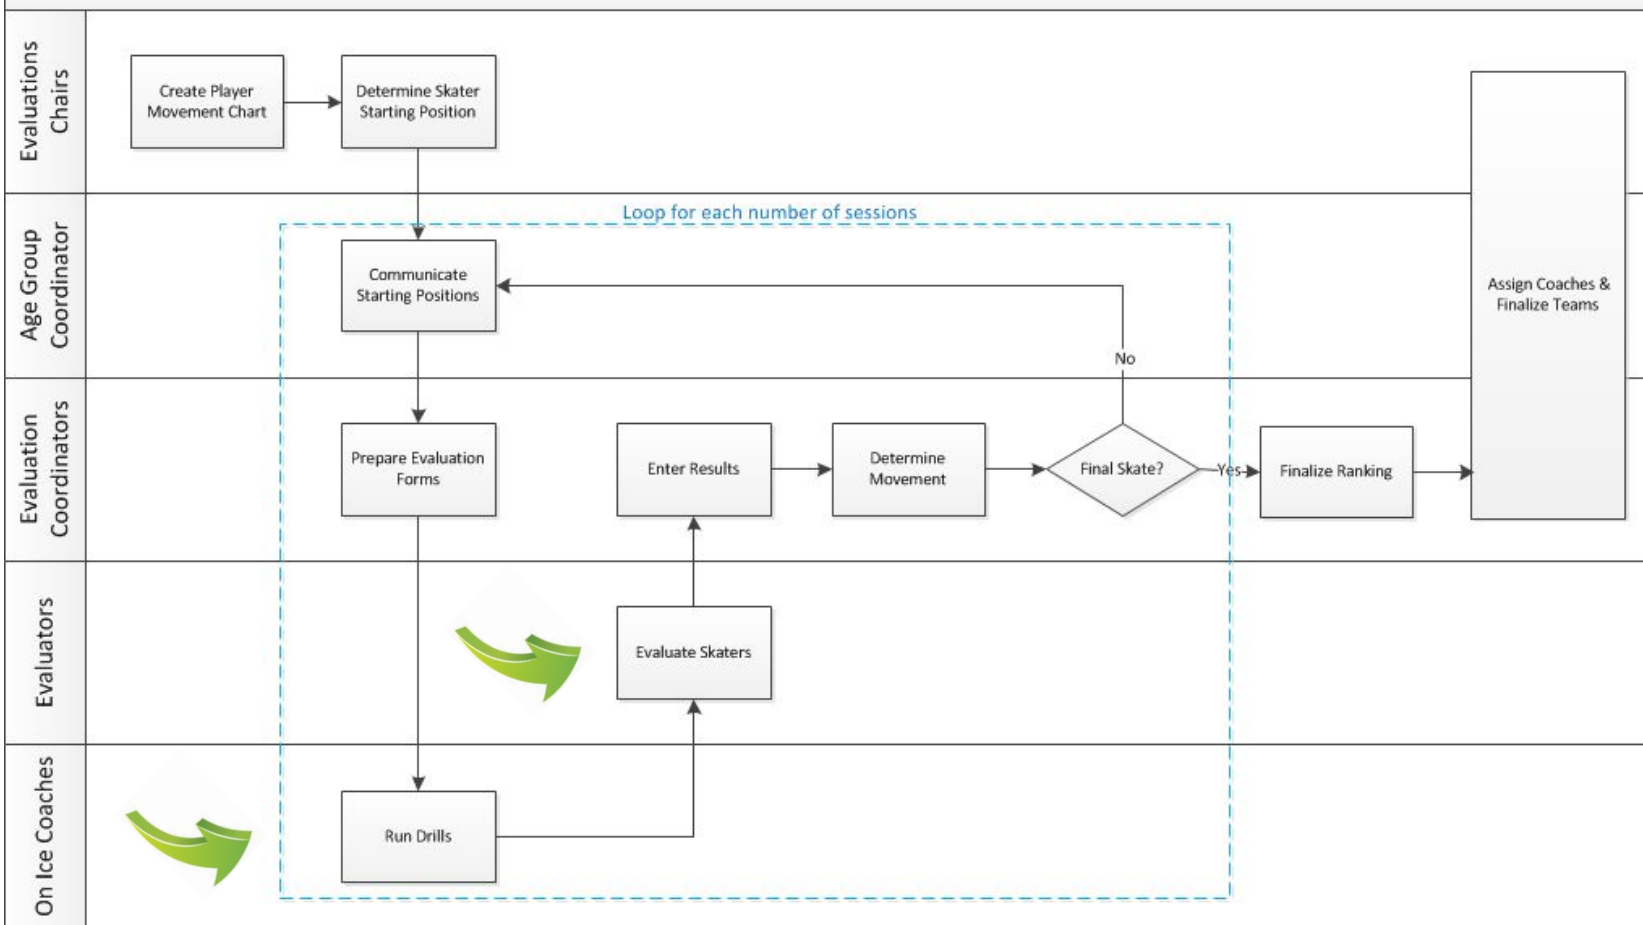 Evaluations
Chairs
Create Player
Movement Chart
Determine Skater
Starting Position
Age Group
Coordinator
Loop for each number of sessions
Communicate
Starting Positions
No
Assign Coaches &
Finalize Teams
Evaluation
Coordinators
Prepare Evaluation
Forms
Enter Results
Determine
Movement
Final Skate?
Yes
Finalize Ranking
Evaluators
Evaluate Skaters
On Ice Coaches
Run Drills